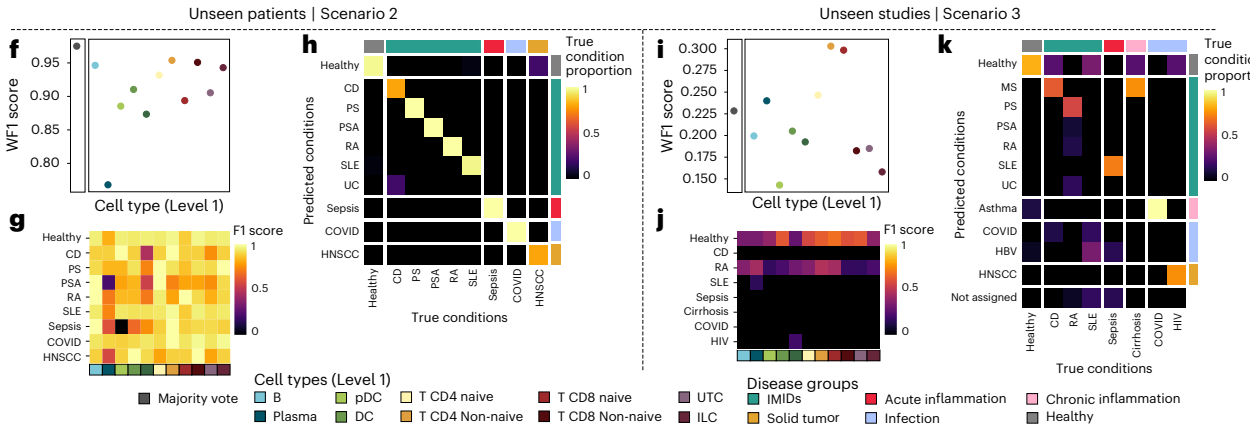 Unseen patients | Scenario 2
Unseen studies | Scenario 3
f
WF1 score
0.95
0.90
0.85
0.80
Cell type (Level 1)
g
Healthy
CD
PS
PSA
RA
SLE
Sepsis
COVID
HNSCC
F1 score
1
0.5
0
h
Predicted conditions
Healthy
CD
PS
PSA
RA
SLE
UC
Sepsis
COVID
HNSCC
Healthy
CD
PS
PSA
RA
SLE
Sepsis
COVID
HNSCC
True conditions
True
condition
proportion
1
0.5
0
i
WF1 score
0.300
0.275
0.250
0.225
0.200
0.175
0.150
Cell type (Level 1)
j
Healthy
CD
RA
SLE
Sepsis
Cirrhosis
COVID
HIV
F1 score
1
0.5
0
k
Predicted conditions
Healthy
MS
PS
PSA
RA
SLE
UC
Asthma
COVID
HBV
HNSCC
Not assigned
Healthy
CD
RA
SLE
Sepsis
Cirrhosis
COVID
HIV
True conditions
True
condition
1
0.5
0
Cell types (Level 1)
Majority vote
B
Plasma
pDC
DC
T CD4 naive
T CD4 Non-naive
T CD8 naive
T CD8 Non-naive
UTC
ILC
Disease groups
IMIDs
Solid tumor
Acute inflammation
Infection
Chronic inflammation
Healthy